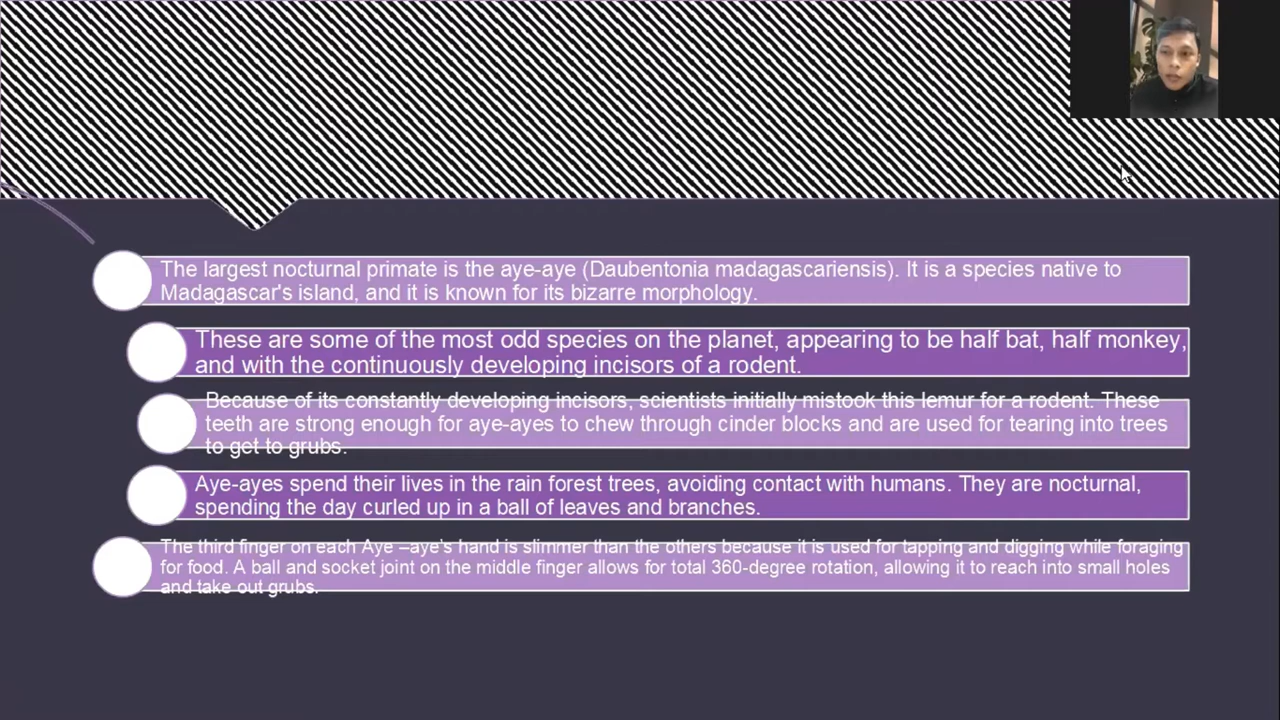 The largest nocturnal primate is the aye-aye (Daubentonia madagascariensis). It is a species native to
Madagascar's island, and it is known for its bizarre morphology.
These are some of the most odd species on the planet, appearing to be half bat, half monkey,
and with the continuously developing incisors of a rodent.
Because of its constantly developing incisors, scientists initially mistook this lemur for a rodent. These
teeth are strong enough for aye-ayes to chew through cinder blocks and are used for tearing into trees
to get to grubs.
Aye-ayes spend their lives in the rain forest trees, avoiding contact with humans. They are nocturnal,
spending the day curled up in a ball of leaves and branches.
The third finger on each Aye –aye's hand is slimmer than the others because it is used for tapping and digging while foraging
for food. A ball and socket joint on the middle finger allows for total 360-degree rotation, allowing it to reach into small holes
and take out grubs.